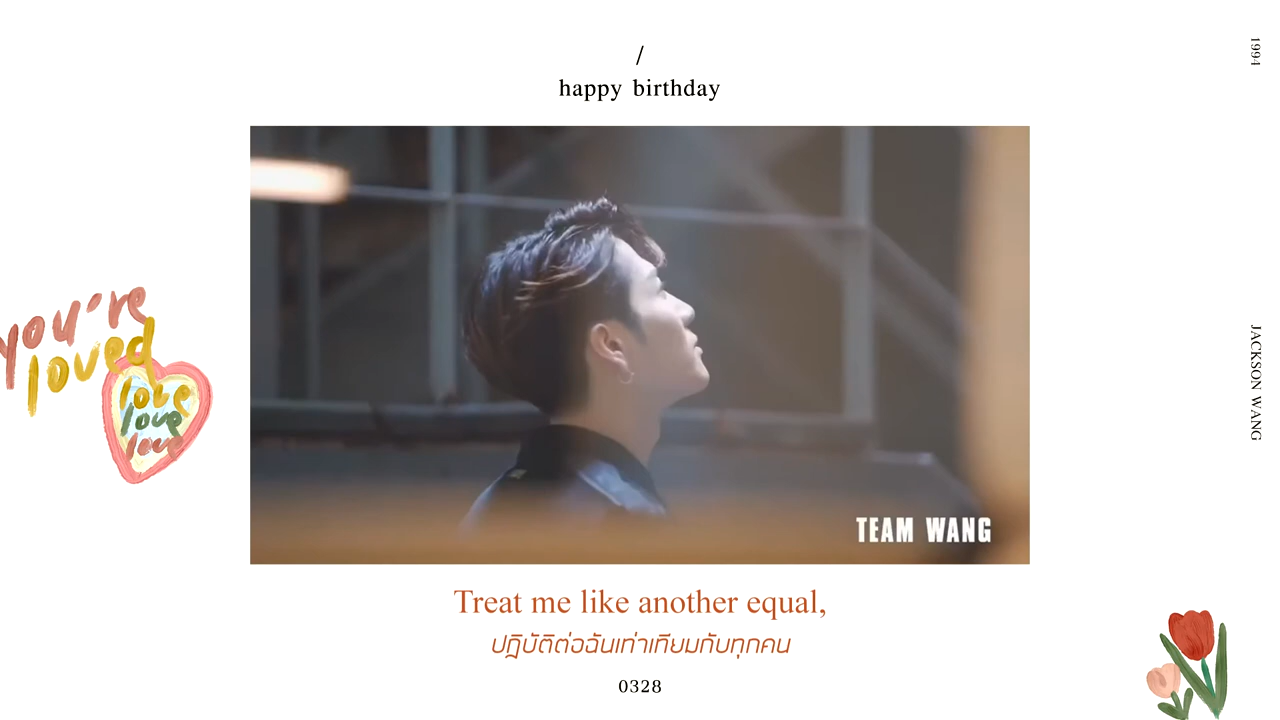 /
happy birthday
1994
you're
loved
love
love
love
JACKSON WANG
TEAM WANG
Treat me like another equal,
ปฏิบัติต่อฉันเท่าเทียมกับทุกคน
0328